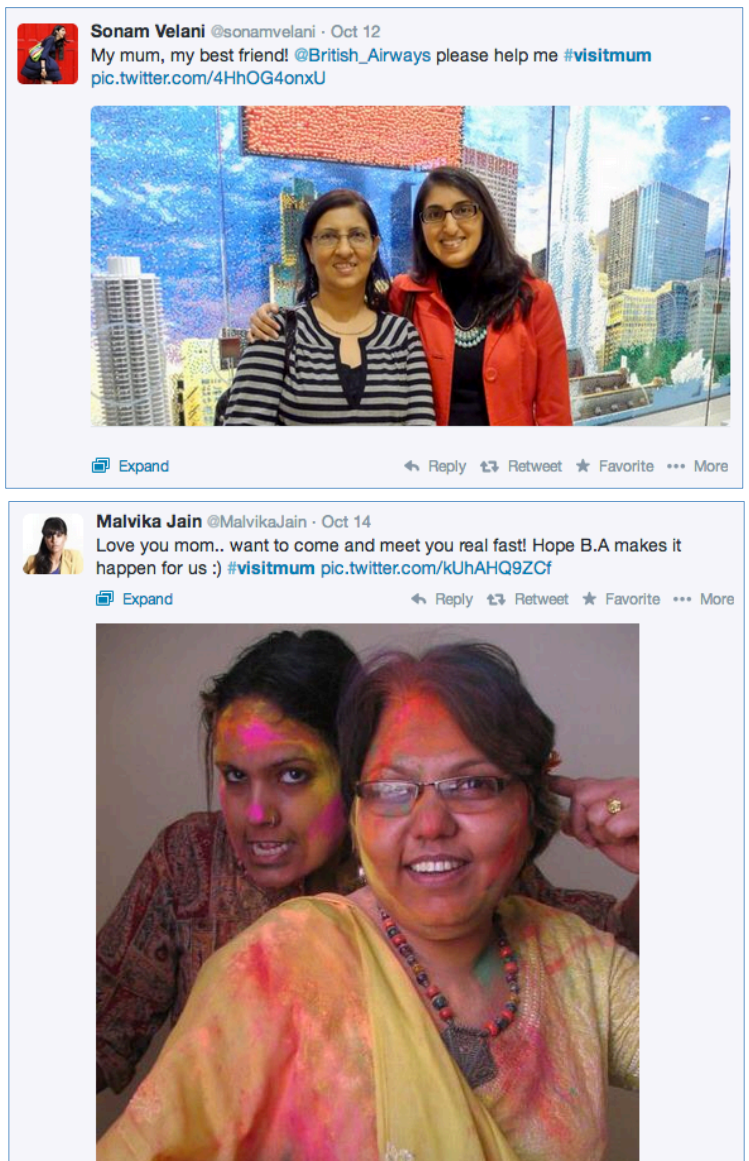 Sonam Velani @sonamvelani · Oct 12
My mum, my best friend! @British_Airways please help me #visitmum
pic.twitter.com/4HhOG4onxU
Expand Reply Retweet Favorite More
Malvika Jain @MalvikaJain · Oct 14
Love you mom.. want to come and meet you real fast! Hope B.A makes it
happen for us :) #visitmum pic.twitter.com/kUhAHQ9ZCf
Expand Reply Retweet Favorite More